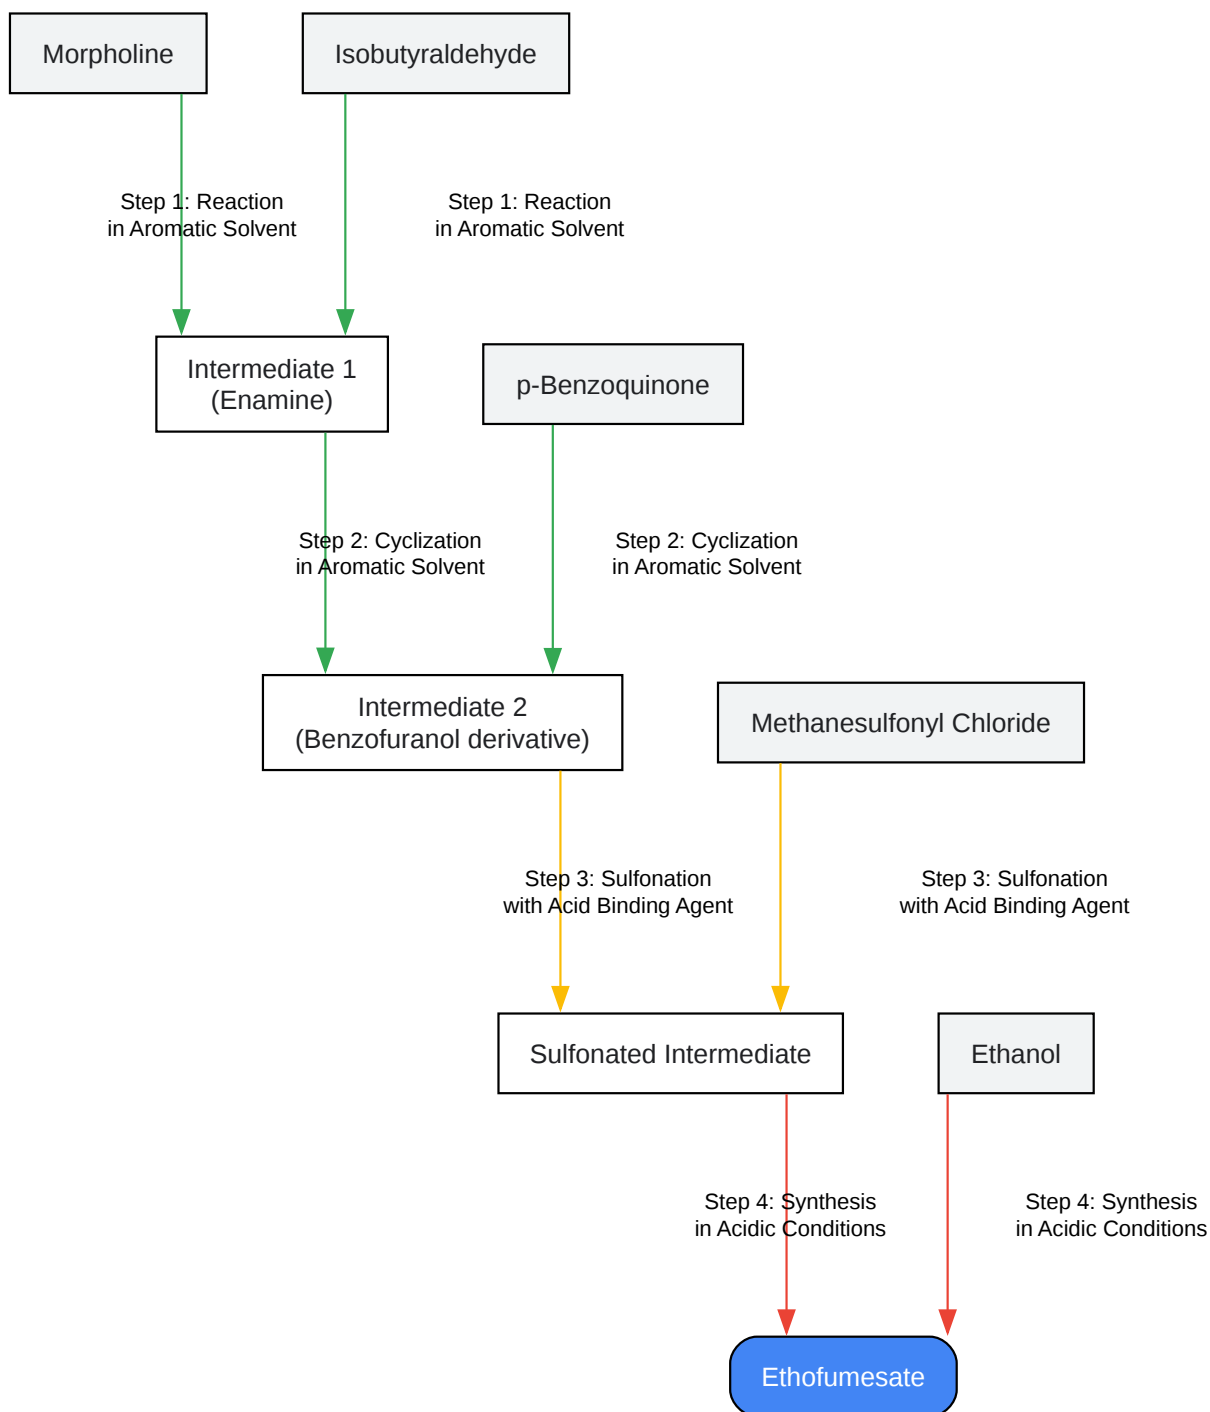 Morpholine
Isobutyraldehyde
Step 1: Reaction
in Aromatic Solvent
Step 1: Reaction
in Aromatic Solvent
Intermediate 1
(Enamine)
p-Benzoquinone
Step 2: Cyclization
in Aromatic Solvent
Step 2: Cyclization
in Aromatic Solvent
Intermediate 2
(Benzofuranol derivative)
Methanesulfonyl Chloride
Step 3: Sulfonation
with Acid Binding Agent
Step 3: Sulfonation
with Acid Binding Agent
Sulfonated Intermediate
Ethanol
Step 4: Synthesis
in Acidic Conditions
Step 4: Synthesis
in Acidic Conditions
Ethofumesate